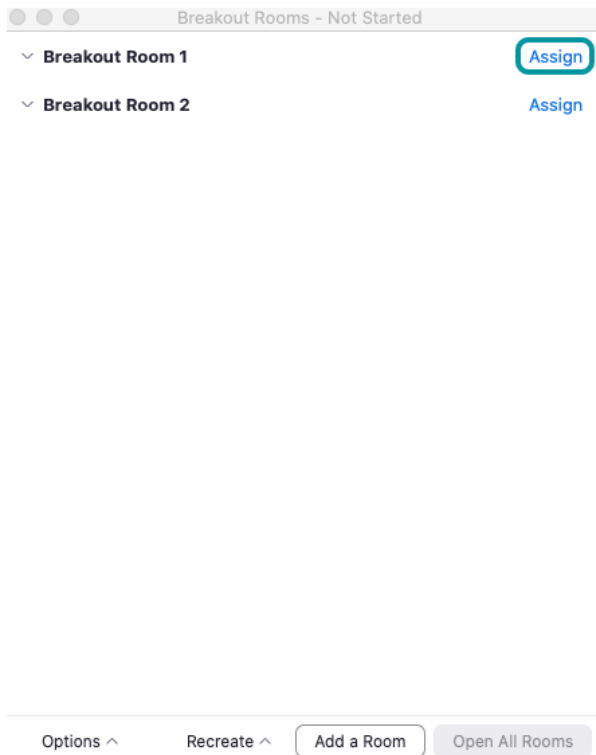 Breakout Rooms - Not Started
Breakout Room 1 Assign
Breakout Room 2 Assign
Options Recreate Add a Room Open All Rooms